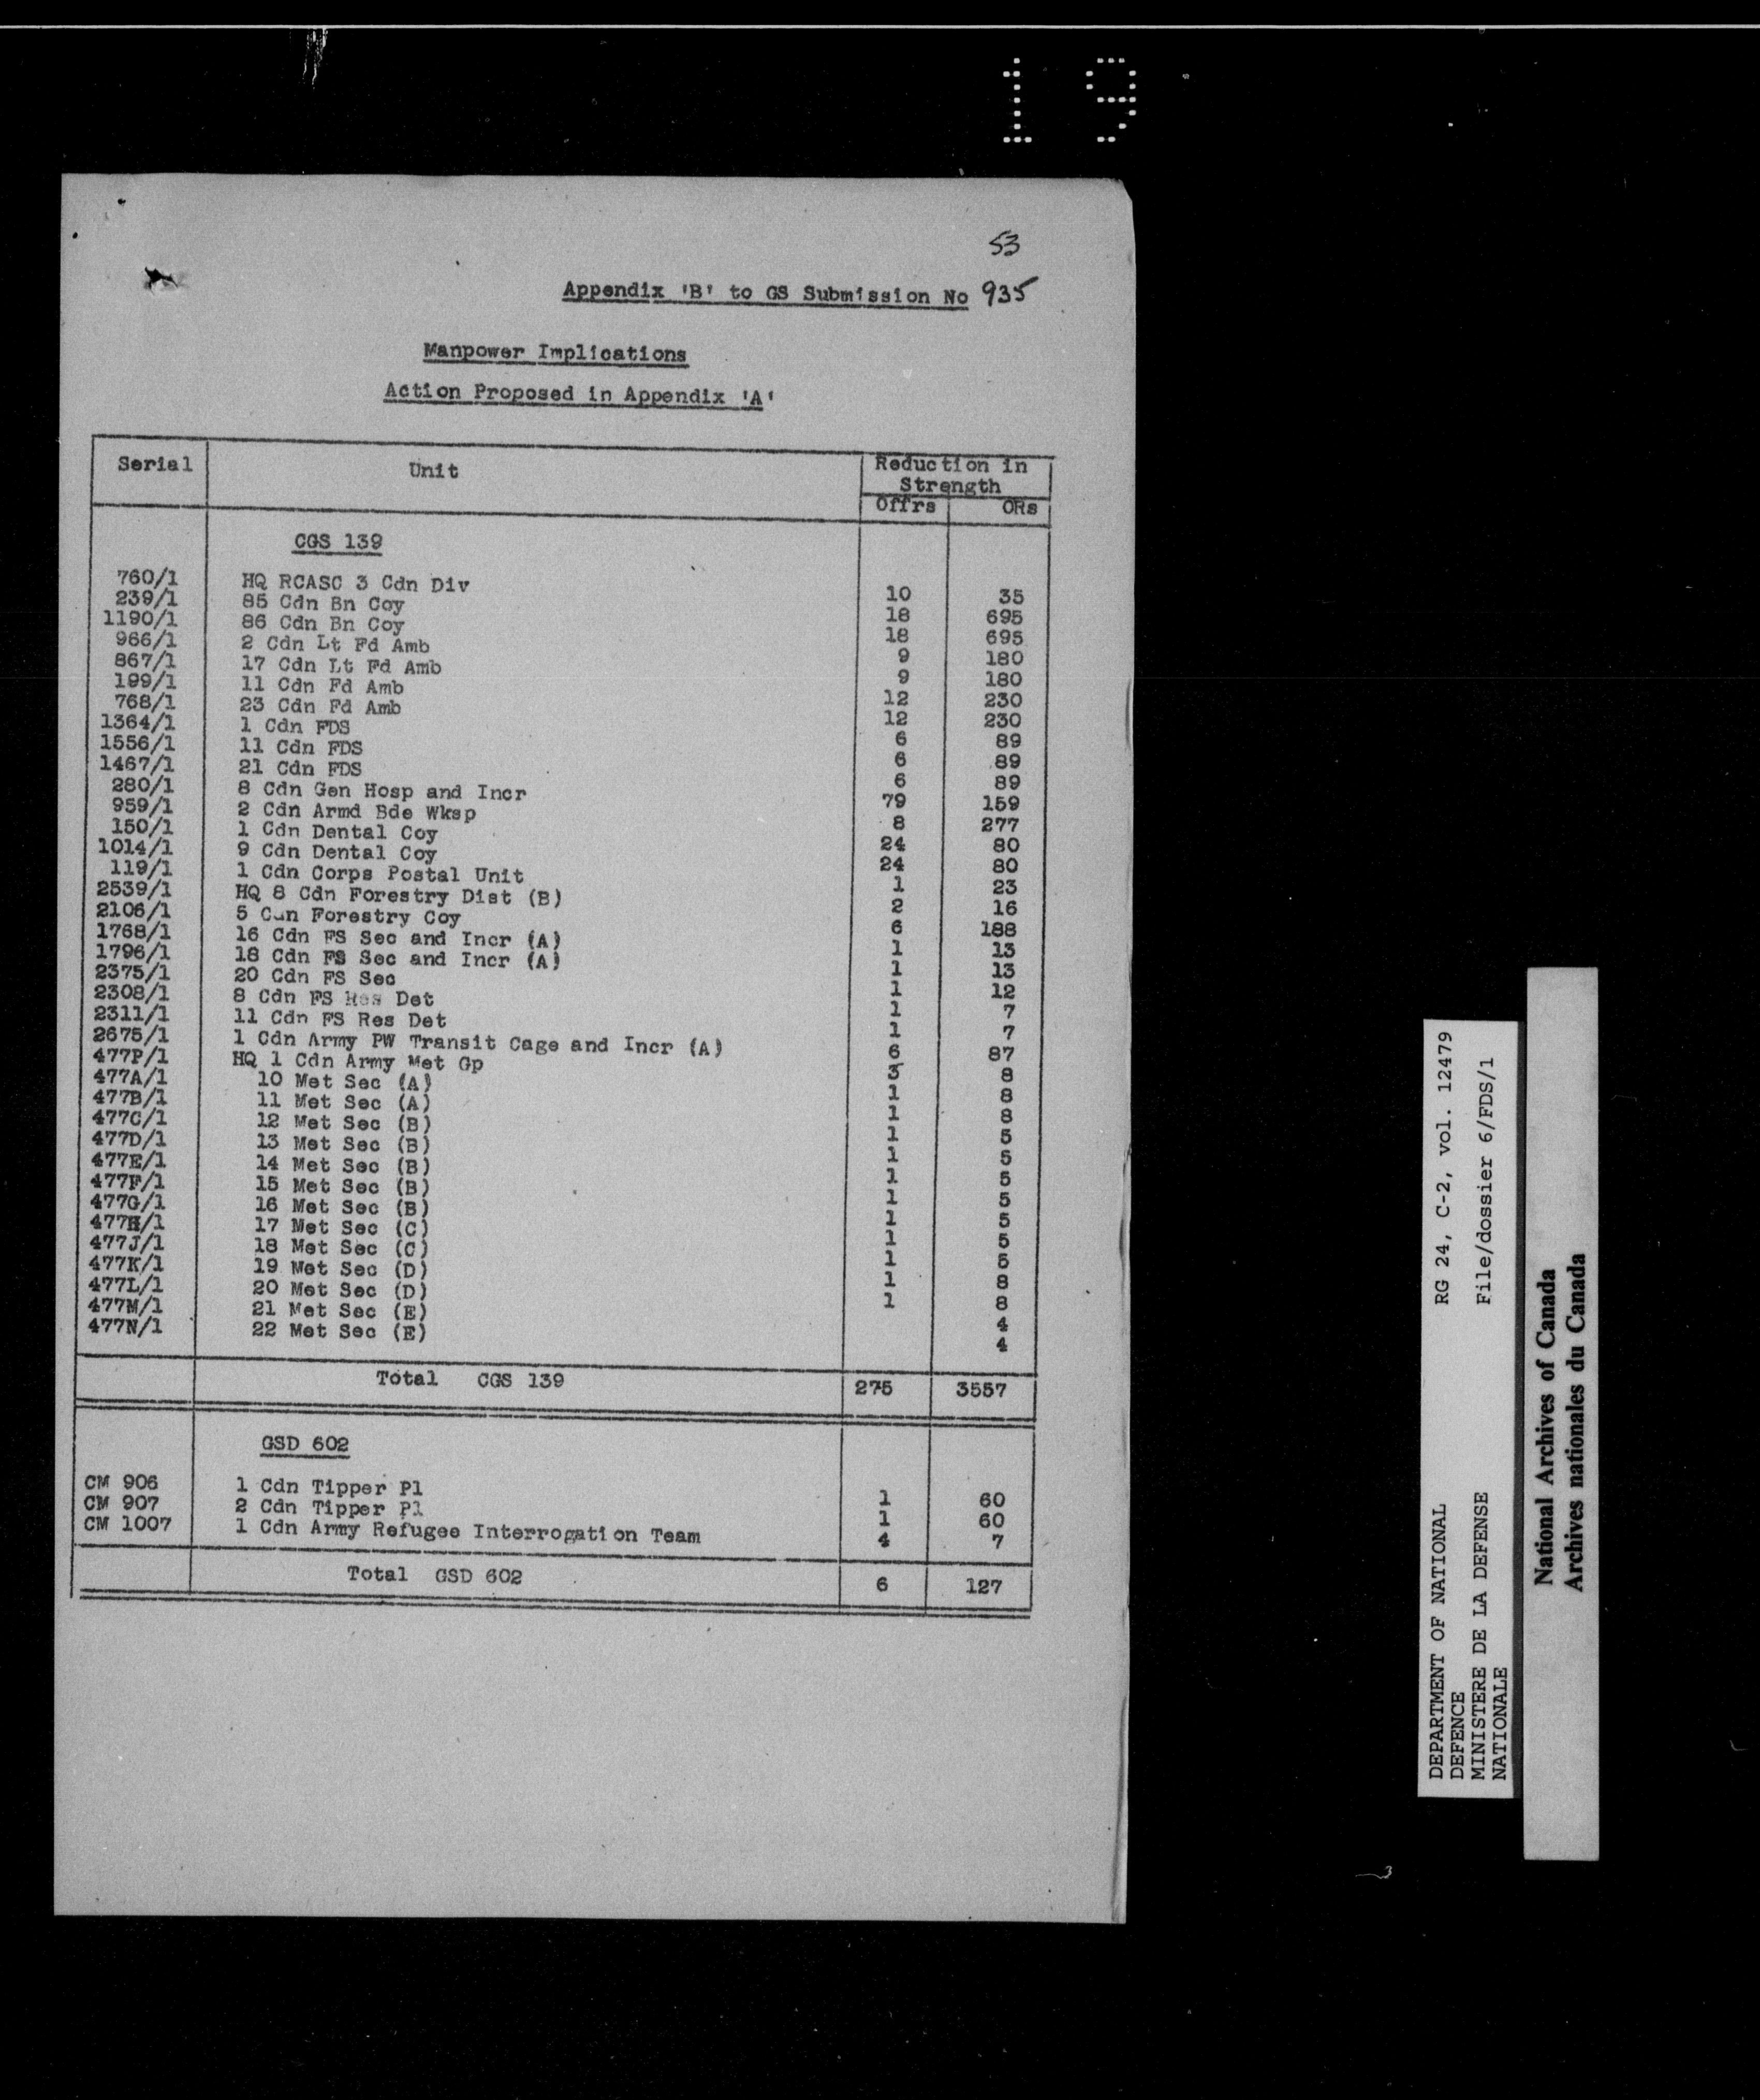 19
53
Appendix 'B' to GS Submission No 935
Manpower Implications
Action Proposed in Appendix 'A'
Serial Unit Reduction in Strength
Offrs ORs
CGS 139
760/1 HQ RCASC 3 Cdn Div 10 35
239/1 85 Cdn Bn Coy 18 695
1190/1 86 Cdn Bn Coy 18 695
966/1 2 Cdn Lt Fd Amb 9 180
867/1 17 Cdn Lt Fd Amb 9 180
199/1 11 Cdn Fd Amb 12 230
768/1 23 Cdn Fd Amb 12 230
1364/1 1 Cdn FDS 6 89
1556/1 11 Cdn FDS 6 89
1467/1 21 Cdn FDS 6 89
280/1 8 Cdn Gen Hosp and Incr 79 159
959/1 2 Cdn Armd Bde Wksp 8 277
150/1 1 Cdn Dental Coy 24 80
1014/1 9 Cdn Dental Coy 24 80
119/1 1 Cdn Corps Postal Unit 1 23
2539/1 HQ 8 Cdn Forestry Dist (B) 2 16
2106/1 5 Cdn Forestry Coy 6 188
1768/1 16 Cdn FS Sec and Incr (A) 1 13
1796/1 18 Cdn FS Sec and Incr (A) 1 13
2375/1 20 Cdn FS Sec 1 12
2308/1 8 Cdn FS Res Det 1 7
2311/1 11 Cdn FS Res Det 1 7
2675/1 1 Cdn Army PW Transit Cage and Incr (A) 6 87
477P/1 HQ 1 Cdn Army Met Gp 3 8
477A/1 10 Met Sec (A) 1 8
477B/1 11 Met Sec (A) 1 8
477C/1 12 Met Sec (B) 1 5
477D/1 13 Met Sec (B) 1 5
477E/1 14 Met Sec (B) 1 5
477F/1 15 Met Sec (B) 1 5
477G/1 16 Met Sec (B) 1 5
477H/1 17 Met Sec (C) 1 5
477J/1 18 Met Sec (C) 1 5
477K/1 19 Met Sec (D) 1 8
477L/1 20 Met Sec (D) 1 8
477M/1 21 Met Sec (E) 4
477N/1 22 Met Sec (E) 4
Total CGS 139 275 3557
GSD 602
CM 906 1 Cdn Tipper Pl 1 60
CM 907 2 Cdn Tipper Pl 1 60
CM 1007 1 Cdn Army Refugee Interrogation Team 4 7
Total GSD 602 6 127
DEPARTMENT OF NATIONAL RG 24, C-2, vol. 12479
DEFENCE
MINISTERE DE LA DEFENSE File/dossier 6/FDS/1
NATIONALE
National Archives of Canada
Archives nationales du Canada